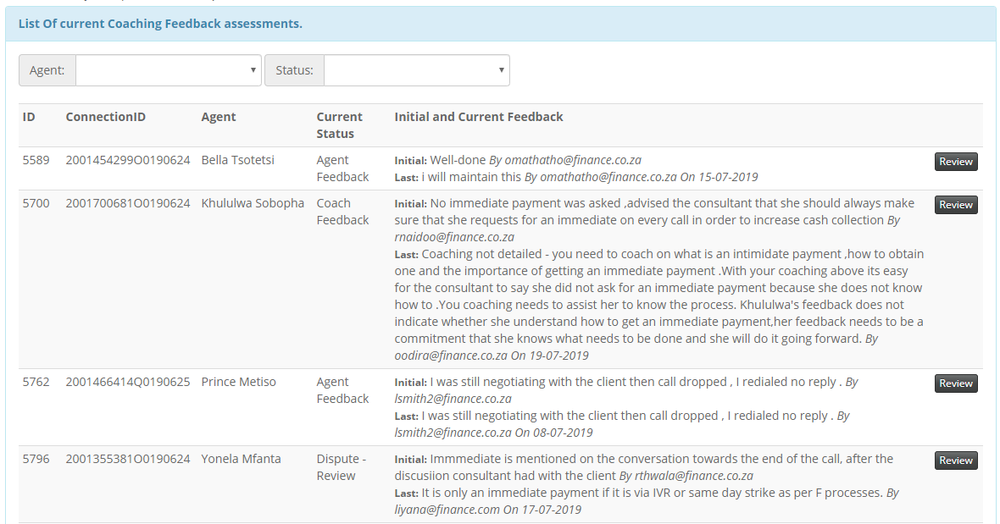 List Of current Coaching Feedback assessments.
Agent:
Status:
ID ConnectionID Agent Current Status Initial and Current Feedback
5589 2001454299O0190624 Bella Tsotetsi Agent Feedback Initial: Well-done By omathatho@finance.co.za Review
Last: i will maintain this By omathatho@finance.co.za On 15-07-2019
5700 2001700681O0190624 Khululwa Sobopha Coach Feedback Initial: No immediate payment was asked ,advised the consultant that she should always make Review
sure that she requests for an immediate on every call in order to increase cash collection By
rnaidoo@finance.co.za
Last: Coaching not detailed - you need to coach on what is an intimidate payment ,how to obtain
one and the importance of getting an immediate payment .With your coaching above its easy
for the consultant to say she did not ask for an immediate payment because she does not know
how to .You coaching needs to assist her to know the process. Khululwa's feedback does not
indicate whether she understand how to get an immediate payment,her feedback needs to be a
commitment that she knows what needs to be done and she will do it going forward. By
oodira@finance.co.za On 19-07-2019
5762 2001466414Q0190625 Prince Metiso Agent Feedback Initial: I was still negotiating with the client then call dropped , I redialed no reply . By Review
lsmith2@finance.co.za
Last: I was still negotiating with the client then call dropped , I redialed no reply . By
lsmith2@finance.co.za On 08-07-2019
5796 2001355381O0190624 Yonela Mfanta Dispute - Review Initial: Immmediate is mentioned on the conversation towards the end of the call, after the Review
discusiion consultant had with the client By rthwala@finance.co.za
Last: It is only an immediate payment if it is via IVR or same day strike as per F processes. By
liyana@finance.com On 17-07-2019